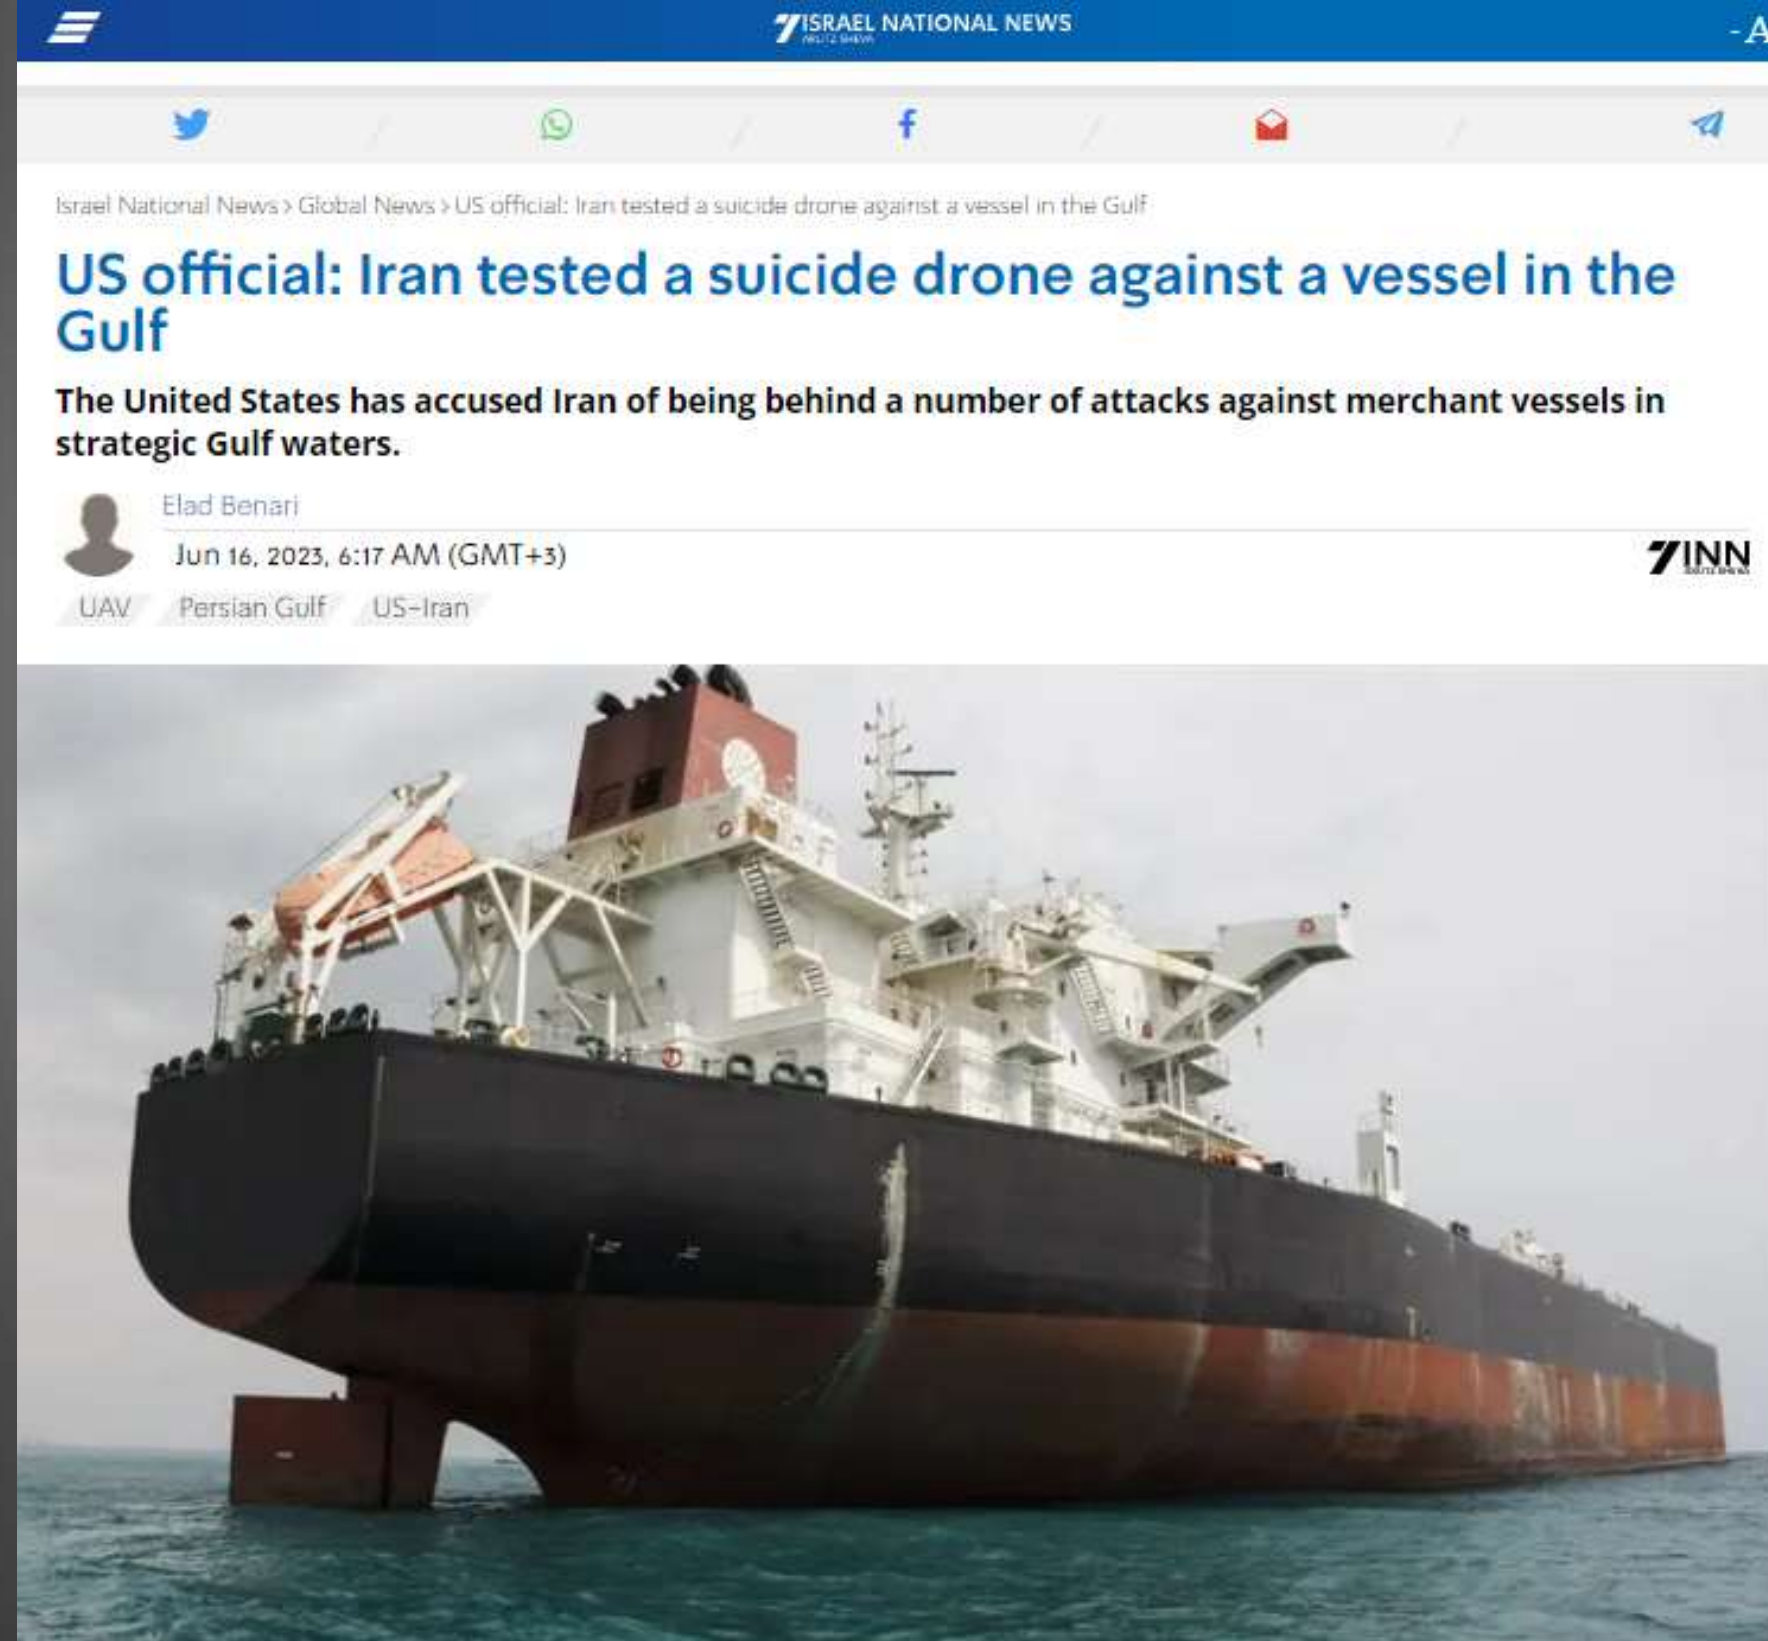 ISRAEL NATIONAL NEWS
ARUTZ SHEVA
-A
Israel National News > Global News > US official: Iran tested a suicide drone against a vessel in the Gulf
US official: Iran tested a suicide drone against a vessel in the
Gulf
The United States has accused Iran of being behind a number of attacks against merchant vessels in
strategic Gulf waters.
Elad Benari
Jun 16, 2023, 6:17 AM (GMT+3)
7INN
UAV Persian Gulf US-Iran